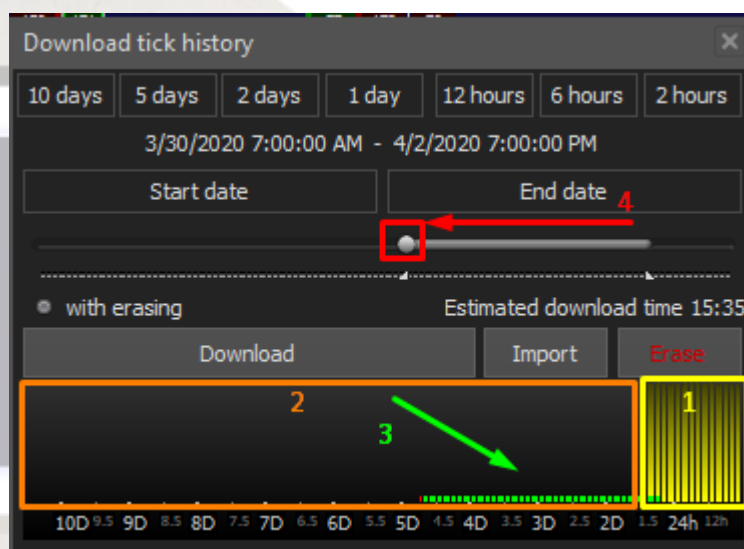 Download tick history
10 days 5 days 2 days 1 day 12 hours 6 hours 2 hours
3/30/2020 7:00:00 AM - 4/2/2020 7:00:00 PM
Start date End date 4
with erasing Estimated download time 15:35
Download Import Erase
2 1
3
10D 9.5 9D 8.5 8D 7.5 7D 6.5 6D 5.5 5D 4.5 4D 3.5 3D 2.5 2D 1.5 24h 12h